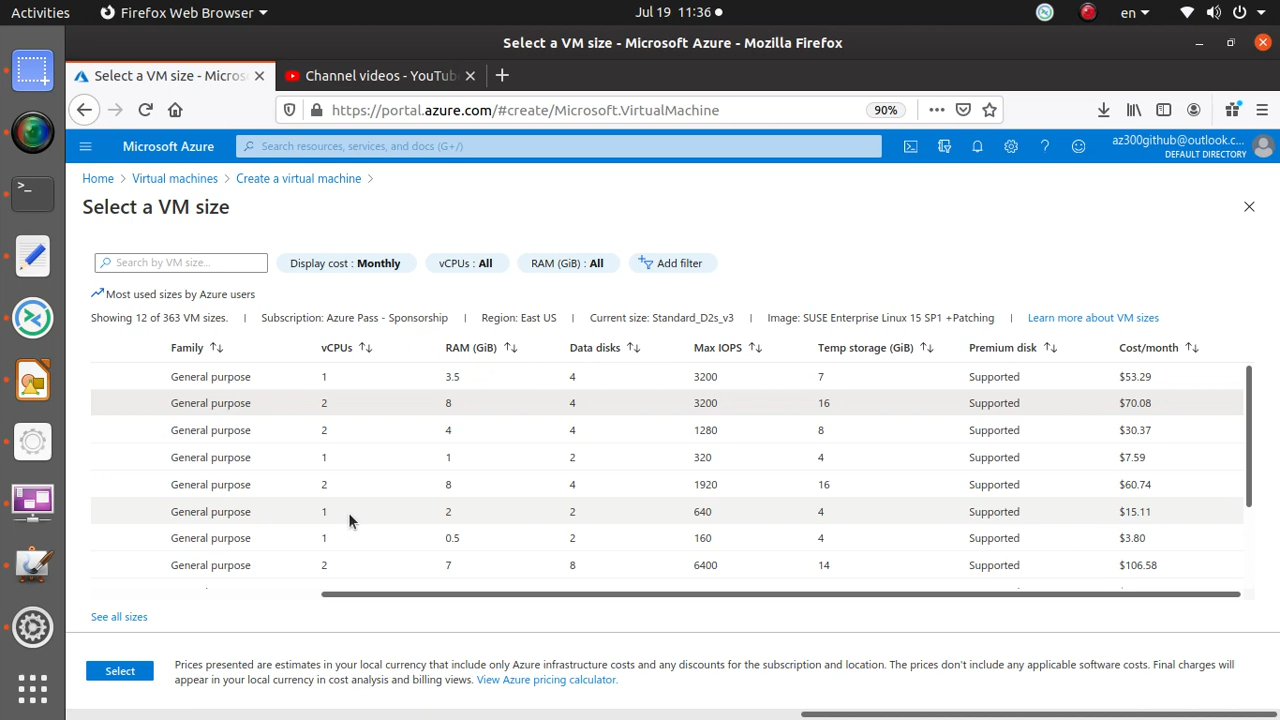 Activities
Firefox Web Browser
Jul 19 11:36
en
Select a VM size - Microsoft Azure - Mozilla Firefox
Select a VM size - Micros
Channel videos - YouTub
https://portal.azure.com/#create/Microsoft.VirtualMachine
90%
Microsoft Azure
Search resources, services, and docs (G+/)
az300github@outlook.c...
DEFAULT DIRECTORY
Home > Virtual machines > Create a virtual machine >
Select a VM size
Search by VM size...
Display cost : Monthly
vCPUs : All
RAM (GiB) : All
Add filter
Most used sizes by Azure users
Showing 12 of 363 VM sizes. | Subscription: Azure Pass - Sponsorship | Region: East US | Current size: Standard_D2s_v3 | Image: SUSE Enterprise Linux 15 SP1 +Patching | Learn more about VM sizes
Family vCPUs RAM (GiB) Data disks Max IOPS Temp storage (GiB) Premium disk Cost/month
General purpose 1 3.5 4 3200 7 Supported $53.29
General purpose 2 8 4 3200 16 Supported $70.08
General purpose 2 4 4 1280 8 Supported $30.37
General purpose 1 1 2 320 4 Supported $7.59
General purpose 2 8 4 1920 16 Supported $60.74
General purpose 1 2 2 640 4 Supported $15.11
General purpose 1 0.5 2 160 4 Supported $3.80
General purpose 2 7 8 6400 14 Supported $106.58
See all sizes
Select
Prices presented are estimates in your local currency that include only Azure infrastructure costs and any discounts for the subscription and location. The prices don't include any applicable software costs. Final charges will
appear in your local currency in cost analysis and billing views. View Azure pricing calculator.